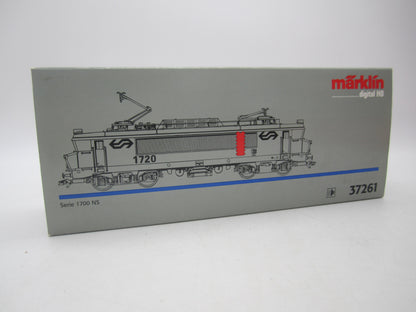 märklin
digital H0
1720
Serie 1700 NS
37261